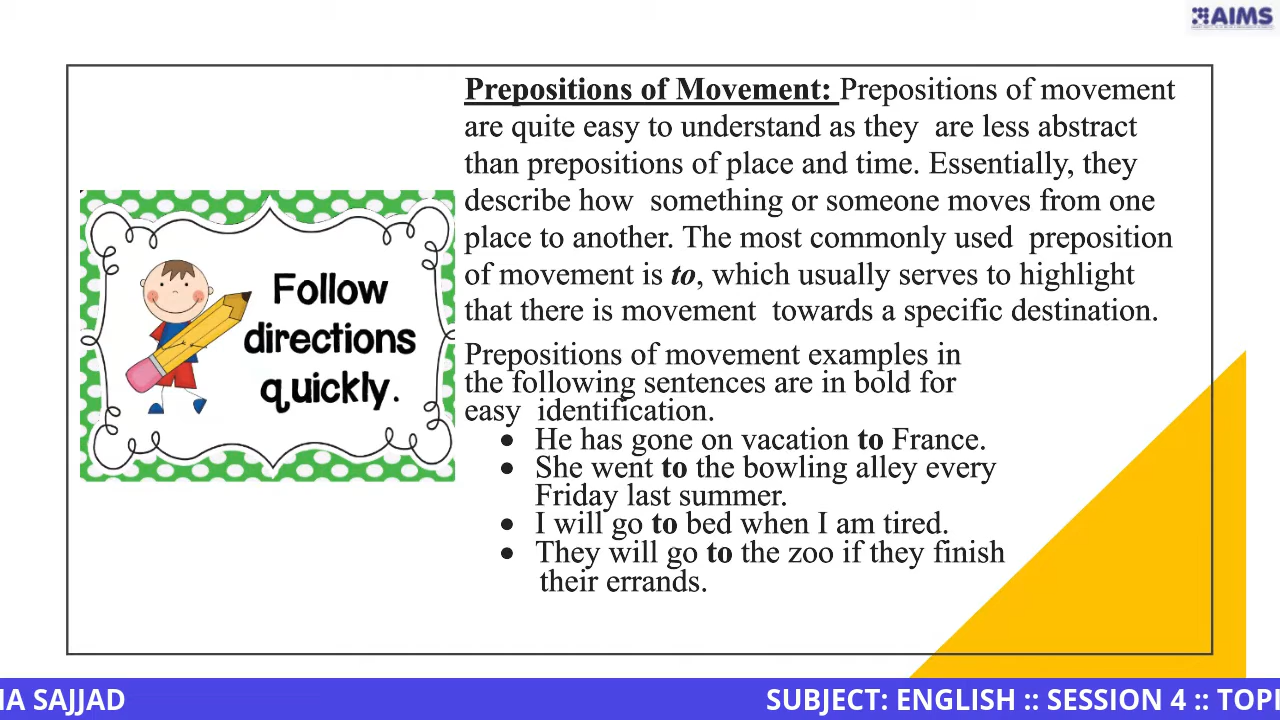 AIMS
Prepositions of Movement: Prepositions of movement
are quite easy to understand as they are less abstract
than prepositions of place and time. Essentially, they
describe how something or someone moves from one
place to another. The most commonly used preposition
of movement is to, which usually serves to highlight
that there is movement towards a specific destination.
Follow
directions
quickly.
Prepositions of movement examples in
the following sentences are in bold for
easy identification.
● He has gone on vacation to France.
● She went to the bowling alley every
Friday last summer.
● I will go to bed when I am tired.
● They will go to the zoo if they finish
their errands.
SAJJAD SUBJECT: ENGLISH :: SESSION 4 ::